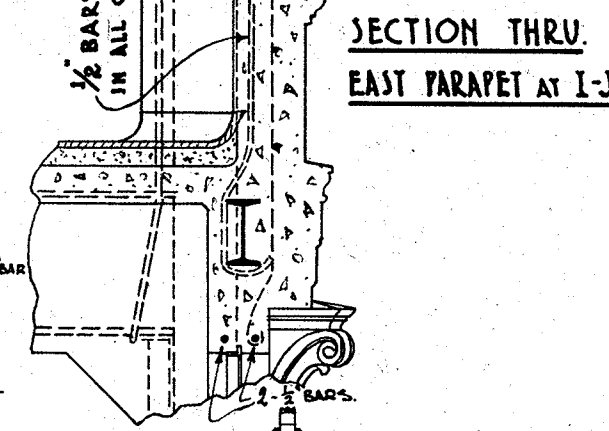 SECTION THRU.
EAST PARAPET AT I-J
1/2" BARS
IN ALL
BAR
2-1/2" BARS.